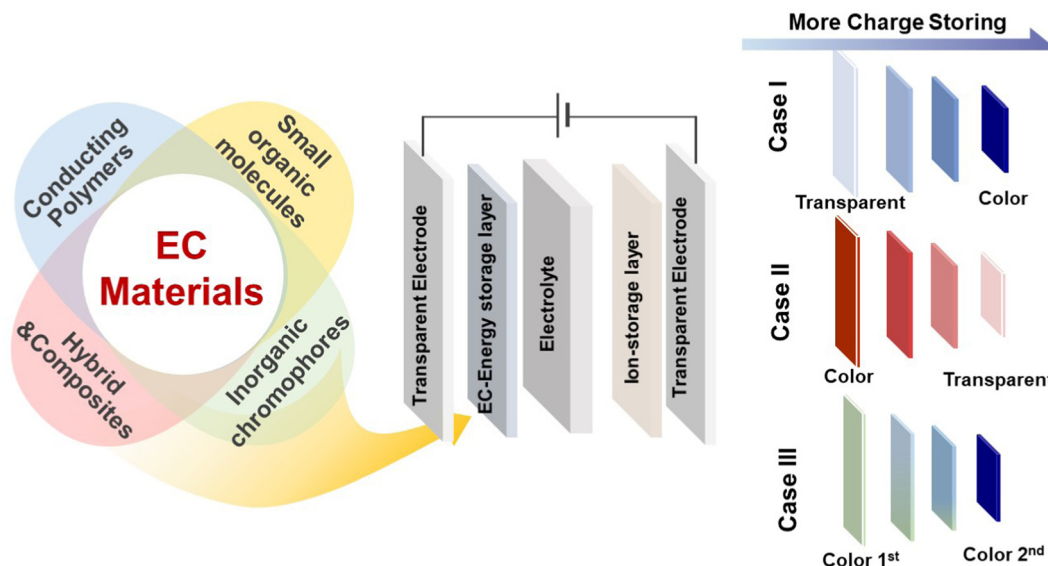 Conducting
Polymers
Small
organic
molecules
EC
Materials
Hybrid
&Composites
Inorganic
chromophores
Transparent Electrode
EC-Energy storage layer
Electrolyte
Ion-storage layer
Transparent Electrode
More Charge Storing
Case I
Transparent
Color
Case II
Color
Transparent
Case III
Color 1st
Color 2nd